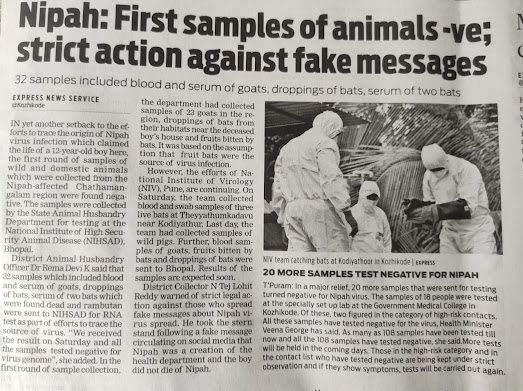 Nipah: First samples of animals -ve;
strict action against fake messages
32 samples included blood and serum of goats, droppings of bats, serum of two bats
EXPRESS NEWS SERVICE
@Kozhikode
IN yet another setback to the ef-
forts to trace the origin of Nipah
virus infection which claimed
the life of a 12-year-old boy here,
the first round of samples of
wild and domestic animals
which were collected from the
Nipah-affected Chathaman-
galam region were found nega-
tive. The samples were collected
by the State Animal Husbandry
Department for testing at the
National Institute of High Secu-
rity Animal Disease (NIHSAD),
Bhopal.
District Animal Husbandry
Officer Dr Rema Devi K said that
32 samples which included blood
and serum of goats, droppings
of bats, serum of two bats which
were found dead and rambutan
were sent to NIHSAD for RNA
test as part of efforts to trace the
source of virus. "We received
the result on Saturday and all
the samples tested negative for
virus genome", she added. In the
first round of sample collection.
the department had collected
samples of 23 goats in the re-
gion, droppings of bats from
their habitats near the deceased
boy's house and fruits bitten by
bats. It was based on the assump-
tion that fruit bats were the
source of virus infection.
However, the efforts of Na-
tional Institute of Virology
(NIV), Pune, are continuing. On
Saturday, the team collected
blood and swab samples of three
live bats at Theyyathumkadavu
near Kodiyathur. Last day, the
team had collected samples of
wild pigs. Further, blood sam-
ples of goats, fruits bitten by
bats and droppings of bats were
sent to Bhopal. Results of the
samples are expected soon.
District Collector N Tej Lohit
Reddy warned of strict legal ac-
tion against those who spread
fake messages about Nipah vi-
rus spread. He took the stern
stand following a fake message
circulating on social media that
Nipah was a creation of the
health department and the boy
did not die of Nipah.
NIV team catching bats at Kodiyathoor in Kozhikode | EXPRESS
20 MORE SAMPLES TEST NEGATIVE FOR NIPAH
T'Puram: In a major relief, 20 more samples that were sent for testing
turned negative for Nipah virus. The samples of 18 people were tested
at the specially set up lab at the Government Medical College in
Kozhikode. Of these, two figured in the category of high-risk contacts.
All these samples have tested negative for the virus, Health Minister
Veena George has said. As many as 108 samples have been tested till
now and all the 108 samples have tested negative, she said. More tests
will be held in the coming days. Those in the high-risk category and in
the contact list who have tested negative are being kept under strict
observation and if they show symptoms, tests will be carried out again.